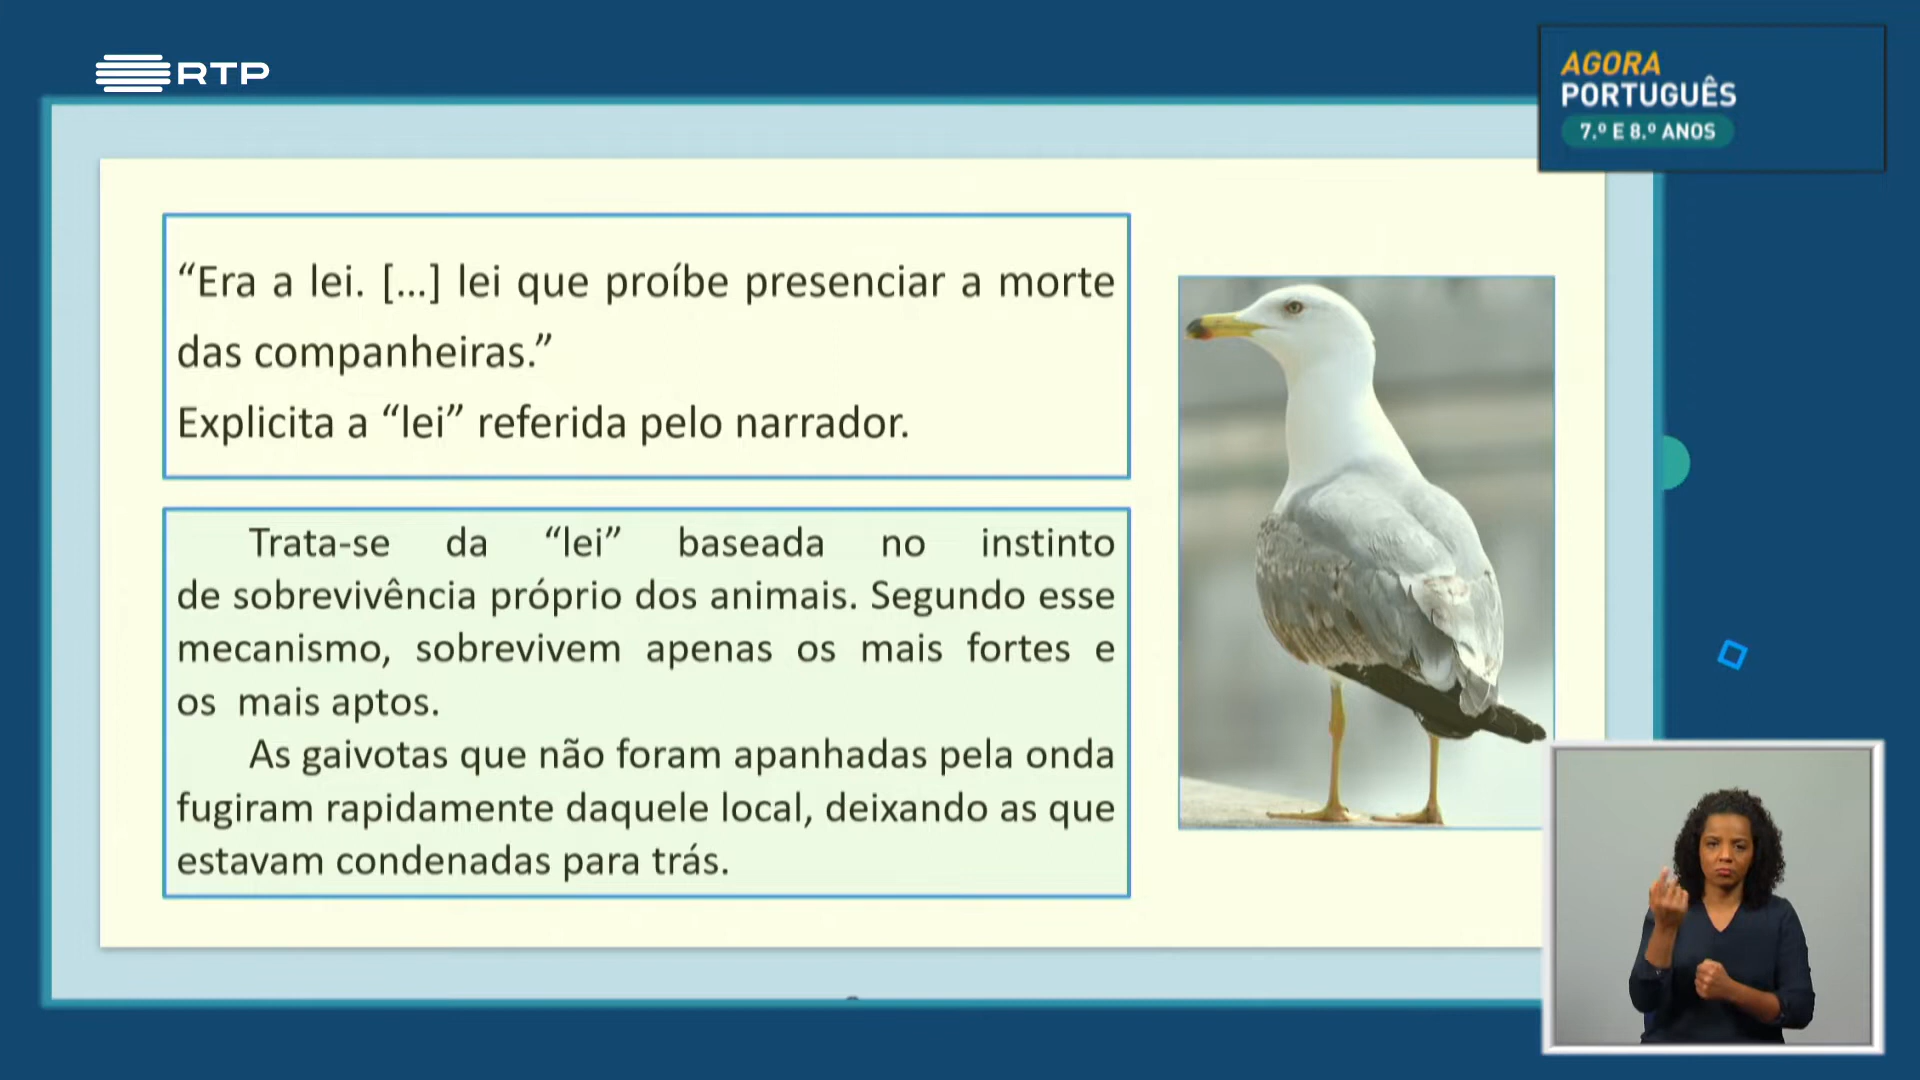 RTP
AGORA
PORTUGUÊS
7.º E 8.º ANOS
“Era a lei. [...] lei que proíbe presenciar a morte
das companheiras.”
Explicita a “lei” referida pelo narrador.
Trata-se da “lei” baseada no instinto
de sobrevivência próprio dos animais. Segundo esse
mecanismo, sobrevivem apenas os mais fortes e
os mais aptos.
As gaivotas que não foram apanhadas pela onda
fugiram rapidamente daquele local, deixando as que
estavam condenadas para trás.